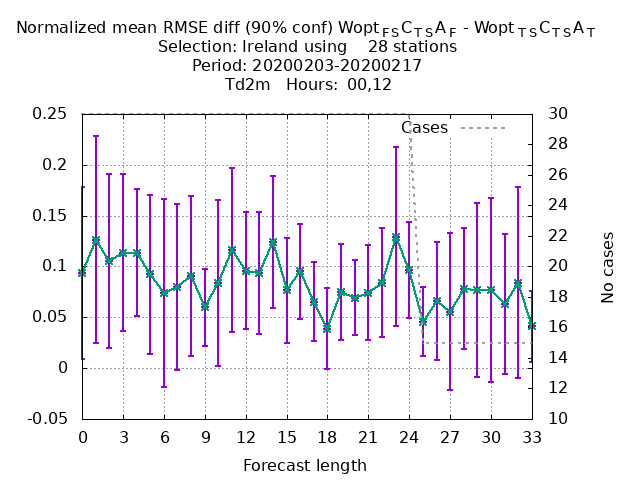 Normalized mean RMSE diff (90% conf) Wopt FS C TS A F - Wopt TS C TS A T
Selection: Ireland using    28 stations
Period: 20200203-20200217
Td2m   Hours:  00,12
Cases
0.25
0.2
0.15
0.1
0.05
0
-0.05
30
28
26
24
22
20
18
16
14
12
10
No cases
0 3 6 9 12 15 18 21 24 27 30 33
Forecast length